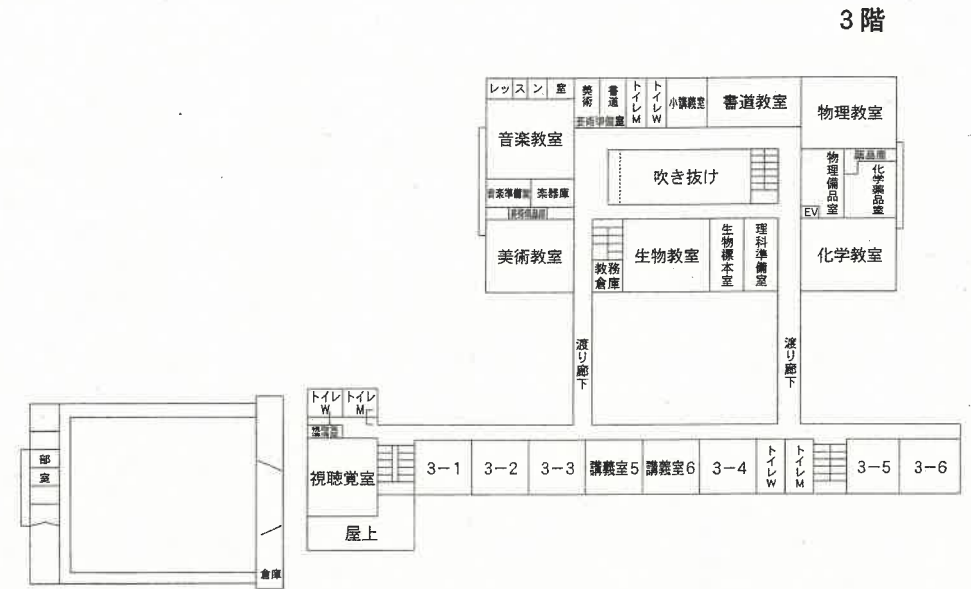 3階
レッスン室
美術
書道
トイレM
トイレW
小講義室
書道教室
物理教室
芸術準備室
音楽教室
吹き抜け
物理備品室
薬品庫
化学薬品室
音楽準備室
楽器庫
EV
美術教室
教務倉庫
生物教室
生物標本室
理科準備室
化学教室
渡り廊下
渡り廊下
トイレW
トイレM
部室
視聴覚室
3-1
3-2
3-3
講義室5
講義室6
3-4
トイレW
トイレM
3-5
3-6
屋上
倉庫